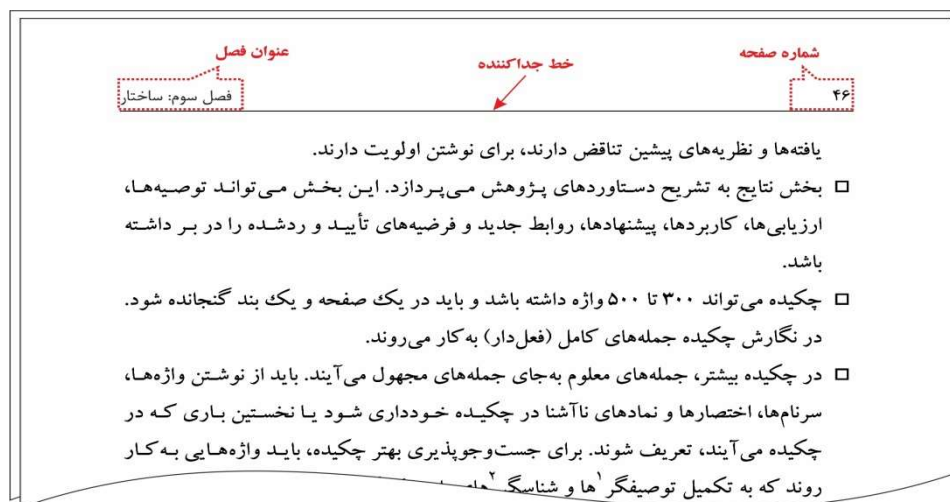 شماره صفحه
خط جداکننده
عنوان فصل
۴۶
فصل سوم: ساختار
یافته‌ها و نظریه‌های پیشین تناقض دارند، برای نوشتن اولویت دارند.
بخش نتایج به تشریح دستاوردهای پژوهش می‌پردازد. این بخش می‌تواند توصیه‌ها،
ارزیابی‌ها، کاربردها، پیشنهادها، روابط جدید و فرضیه‌های تأیید و ردشده را در بر داشته
باشد.
چکیده می‌تواند ۳۰۰ تا ۵۰۰ واژه داشته باشد و باید در یک صفحه و یک بند گنجانده شود.
در نگارش چکیده جمله‌های کامل (فعل‌دار) به‌کار می‌روند.
در چکیده بیشتر، جمله‌های معلوم به‌جای جمله‌های مجهول می‌آیند. باید از نوشتن واژه‌ها،
سرنام‌ها، اختصارها و نمادهای ناآشنا در چکیده خودداری شود یا نخستین باری که در
چکیده می‌آیند، تعریف شوند. برای جست‌وجوپذیری بهتر چکیده، باید واژه‌هایی به کار
روند که به تکمیل توصیفگر۱ها و شناسگر۲های